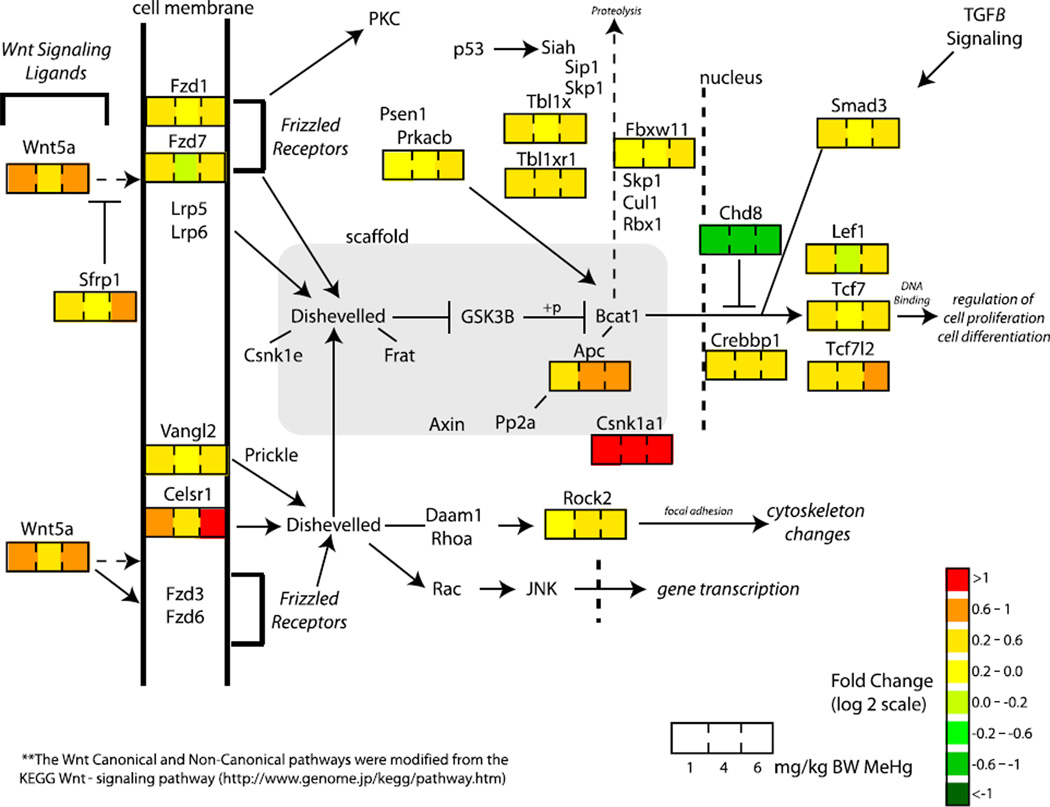 cell membrane
PKC
Proteolysis
TGFB
Signaling
Wnt Signaling
Ligands
p53
Siah
Sip1
Skp1
nucleus
Fzd1
Frizzled
Receptors
Psen1
Prkacb
Tbl1x
Tbl1xr1
Fbxw11
Skp1
Cul1
Rbx1
Smad3
Wnt5a
Fzd7
Lrp5
Lrp6
Chd8
Lef1
scaffold
Sfrp1
Dishevelled
GSK3B
+p
Bcat1
Tcf7
DNA
Binding
regulation of
cell proliferation
cell differentiation
Csnk1e
Frat
Apc
Crebbp1
Tcf7l2
Axin
Pp2a
Csnk1a1
Vangl2
Prickle
Celsr1
Wnt5a
Dishevelled
Daam1
Rhoa
Rock2
focal adhesion
cytoskeleton
changes
Fzd3
Fzd6
Frizzled
Receptors
Rac
JNK
gene transcription
>1
0.6 – 1
0.2 – 0.6
0.2 – 0.0
0.0 – -0.2
-0.2 – -0.6
-0.6 – -1
<-1
Fold Change
(log 2 scale)
1 4 6 mg/kg BW MeHg
**The Wnt Canonical and Non-Canonical pathways were modified from the
KEGG Wnt - signaling pathway (http://www.genome.jp/kegg/pathway.htm)